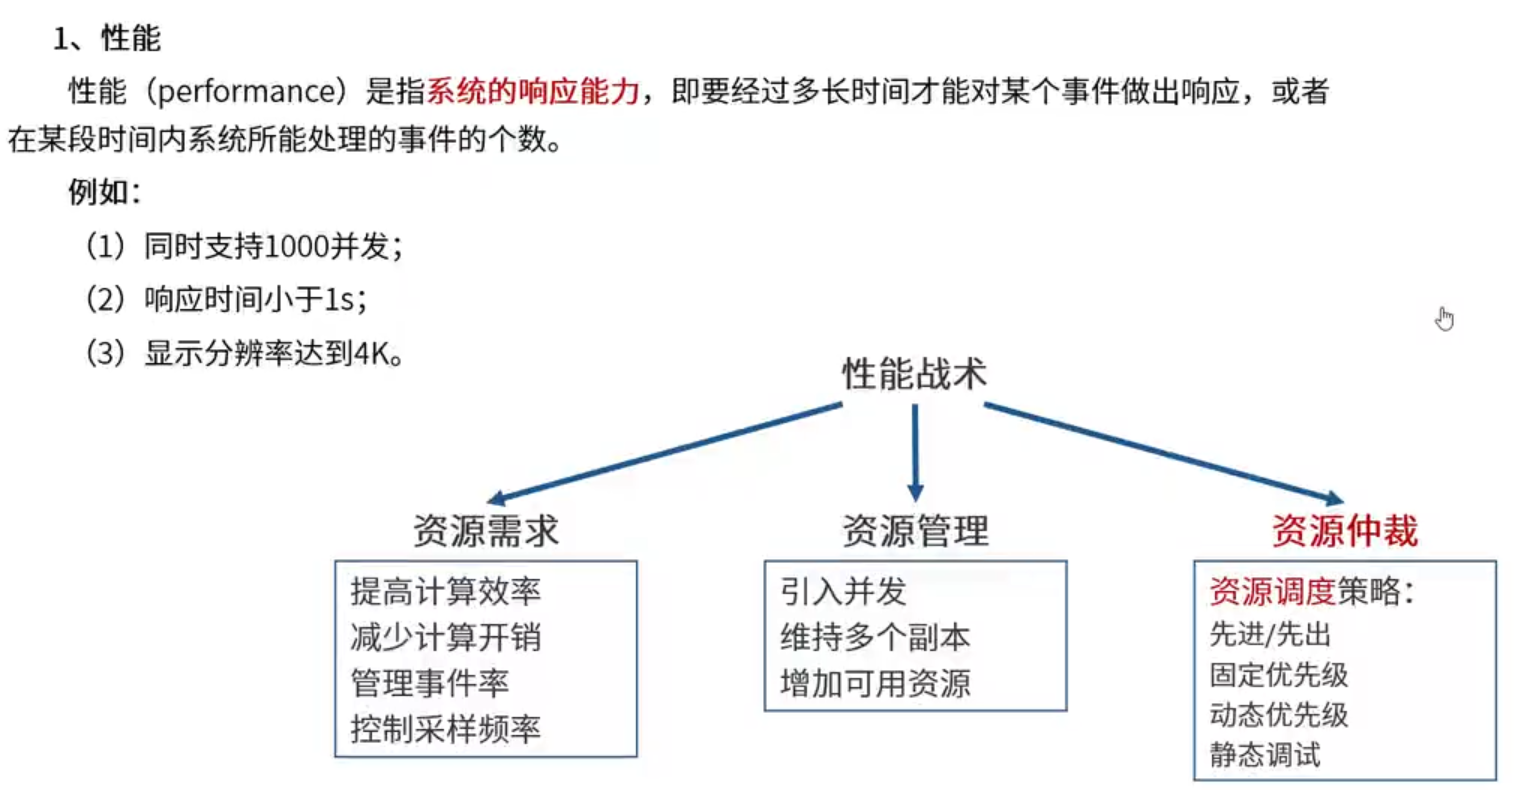 1、性能
性能（performance）是指系统的响应能力，即要经过多长时间才能对某个事件做出响应，或者
在某段时间内系统所能处理的事件的个数。
例如：
（1）同时支持1000并发；
（2）响应时间小于1s；
（3）显示分辨率达到4K。
性能战术
资源需求
提高计算效率
减少计算开销
管理事件率
控制采样频率
资源管理
引入并发
维持多个副本
增加可用资源
资源仲裁
资源调度策略：
先进/先出
固定优先级
动态优先级
静态调试